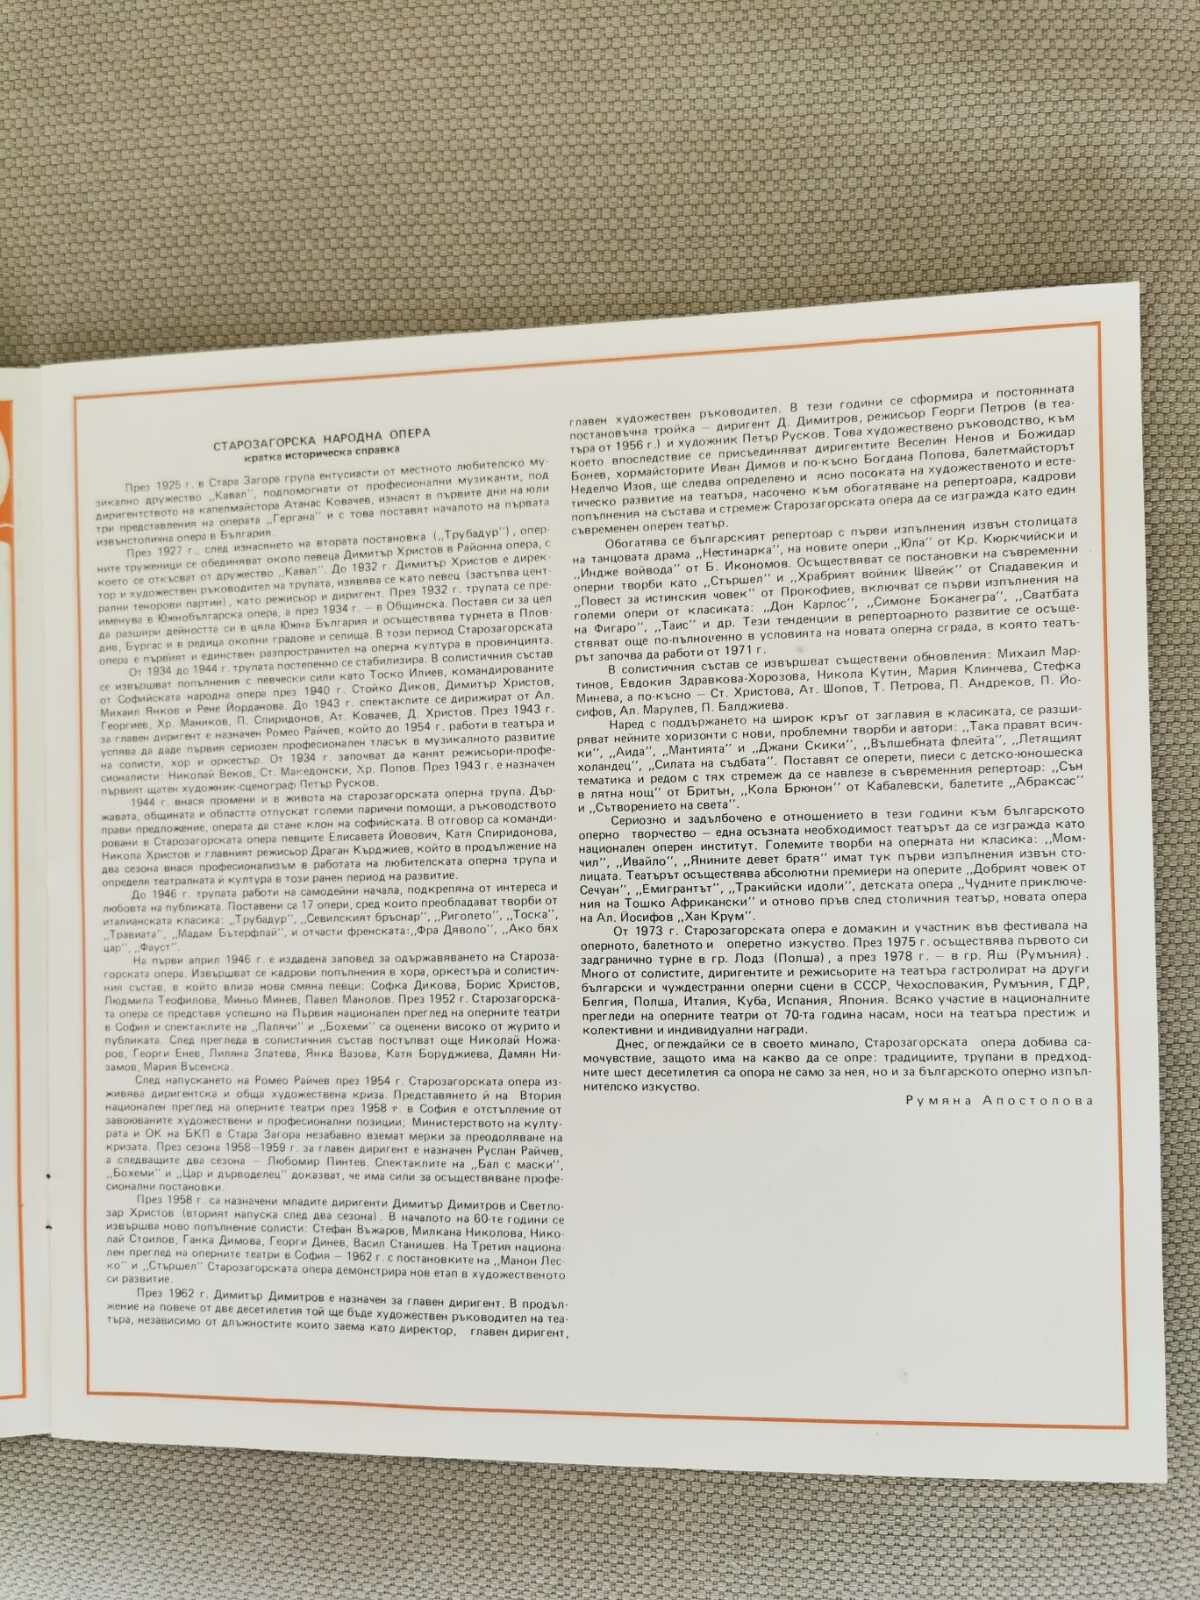 СТАРОЗАГОРСКА НАРОДНА ОПЕРА
кратка историческа справка
През 1925 г. в Стара Загора група ентусиасти от местното любителско му-
зикално дружество „Кавал", подпомогнати от професионални музиканти, под
диригентството на капелмайстора Атанас Ковачев, изнасят в първите дни на юли
три представления на операта „Гергана" и с това поставят началото на първата
извънстолична опера в България.
През 1927 г., след изнасянето на втората постановка („Трубадур"), опер-
ните труженици се обединяват около певеца Димитър Христов в Районна опера, с
което се откъсват от дружество „Кавал". До 1932 г. Димитър Христов е дирек-
тор и художествен ръководител на трупата, изявява се като певец (застъпва цент-
рални тенорови партии), като режисьор и диригент. През 1932 г. трупата се пре-
именува в Южнобългарска опера, а през 1934 г. – в Общинска. Поставя си за цел
да разшири дейността си в цяла Южна България и осъществява турнета в Плов-
див, Бургас и в редица околни градове и селища. В този период Старозагорската
опера е първият и единствен разпространител на оперна култура в провинцията.
От 1934 до 1944 г. трупата постепенно се стабилизира. В солистичния състав
се извършват попълнения с певчески сили като Тоско Илиев, командированите
от Софийската народна опера през 1940 г. Стойко Диков, Димитър Христов,
Михаил Янков и Рене Йорданова. До 1943 г. спектаклите се дирижират от Ал.
Георгиев, Хр. Маников, П. Спиридонов, Ат. Ковачев, Д. Христов. През 1943 г.
за главен диригент е назначен Ромео Райчев, който до 1954 г. работи в театъра и
успява да даде първия сериозен професионален тласък в музикалното развитие
на солисти, хор и оркестър. От 1934 г. започват да канят режисьори-профе-
сионалисти: Николай Веков, Ст. Македонски, Хр. Попов. През 1943 г. е назначен
първият щатен художник-сценограф Петър Русков.
1944 г. внася промени и в живота на старозагорската оперна трупа. Дър-
жавата, общината и областта отпускат големи парични помощи, а ръководството
прави предложение, операта да стане клон на софийската. В отговор са команди-
ровани в Старозагорската опера певците Елисавета Йовович, Катя Спиридонова,
Никола Христов и главният режисьор Драган Кърджиев, който в продължение на
два сезона внася професионализъм в работата на любителската оперна трупа и
определя театралната ѝ култура в този ранен период на развитие.
До 1946 г. трупата работи на самодейни начала, подкрепяна от интереса и
любовта на публиката. Поставени са 17 опери, сред които преобладават творби от
италианската класика: „Трубадур", „Севилският бръснар", „Риголето", „Тоска",
„Травиата", „Мадам Бътерфлай", и отчасти френската:„Фра Дяволо", „Ако бях
цар", „Фауст".
На първи април 1946 г. е издадена заповед за одържавяването на Староза-
горската опера. Извършват се кадрови попълнения в хора, оркестъра и солистич-
ния състав, в който влиза нова смяна певци: Софка Дикова, Борис Христов,
Людмила Теофилова, Миньо Минев, Павел Манолов. През 1952 г. Старозагорска-
та опера се представя успешно на Първия национален преглед на оперните театри
в София и спектаклите на „Палячи" и „Бохеми" са оценени високо от журито и
публиката. След прегледа в солистичния състав постъпват още Николай Ножа-
ров, Георги Енев, Лиляна Златева, Янка Вазова, Катя Боруджиева, Дамян Ни-
замов, Мария Въсенска.
След напускането на Ромео Райчев през 1954 г. Старозагорската опера из-
живява диригентска и обща художествена криза. Представянето ѝ на Втория
национален преглед на оперните театри през 1958 г. в София е отстъпление от
завоюваните художествени и професионални позиции; Министерството на култу-
рата и ОК на БКП в Стара Загора незабавно вземат мерки за преодоляване на
кризата. През сезона 1958–1959 г. за главен диригент е назначен Руслан Райчев,
а следващите два сезона – Любомир Пинтев. Спектаклите на „Бал с маски",
„Бохеми" и „Цар и дърводелец" доказват, че има сили за осъществяване профе-
сионални постановки.
През 1958 г. са назначени младите диригенти Димитър Димитров и Светло-
зар Христов (вторият напуска след два сезона). В началото на 60-те години се
извършва ново попълнение солисти: Стефан Въжаров, Милкана Николова, Нико-
лай Стоилов, Ганка Димова, Георги Динев, Васил Станишев. На Третия национа-
лен преглед на оперните театри в София – 1962 г. с постановките на „Манон Лес-
ко" и „Стършел" Старозагорската опера демонстрира нов етап в художественото
си развитие.
През 1962 г. Димитър Димитров е назначен за главен диригент. В продъл-
жение на повече от две десетилетия той ще бъде художествен ръководител на теа-
търа, независимо от длъжностите които заема като директор, главен диригент,
главен художествен ръководител. В тези години се сформира и постоянната
постановъчна тройка – диригент Д. Димитров, режисьор Георги Петров (в теа-
търа от 1956 г.) и художник Петър Русков. Това художествено ръководство, към
което впоследствие се присъединяват диригентите Веселин Ненов и Божидар
Бонев, хормайсторите Иван Димов и по-късно Богдана Попова, балетмайсторът
Неделчо Изов, ще следва определено и ясно посоката на художественото и есте-
тическо развитие на театъра, насочено към обогатяване на репертоара, кадрови
попълнения на състава и стремеж Старозагорската опера да се изгражда като един
съвременен оперен театър.
Обогатява се българският репертоар с първи изпълнения извън столицата
на танцовата драма „Нестинарка", на новите опери „Юла" от Кр. Кюркчийски и
„Индже войвода" от Б. Икономов. Осъществяват се постановки на съвременни
оперни творби като „Стършел" и „Храбрият войник Швейк" от Спадавекия и
„Повест за истинския човек" от Прокофиев, включват се първи изпълнения на
големи опери от класиката: „Дон Карлос", „Симоне Боканегра", „Сватбата
на Фигаро", „Таис" и др. Тези тенденции в репертоарното развитие се осъще-
ствяват още по-пълноченно в условията на новата оперна сграда, в която театъ-
рът започва да работи от 1971 г.
В солистичния състав се извършват съществени обновления: Михаил Мар-
тинов, Евдокия Здравкова-Хорозова, Никола Кутин, Мария Клинчева, Стефка
Минева, а по-късно – Ст. Христова, Ат. Шопов, Т. Петрова, П. Андреков, П. Йо-
сифов, Ал. Марулев, П. Балджиева.
Наред с поддържането на широк кръг от заглавия в класиката, се разши-
ряват нейните хоризонти с нови, проблемни творби и автори: „Така правят всич-
ки", „Аида", „Мантията" и „Джани Скики", „Вълшебната флейта", „Летящият
холандец", „Силата на съдбата". Поставят се оперети, пиеси с детско-юношеска
тематика и редом с тях стремеж да се навлезе в съвременния репертоар: „Сън
в лятна нощ" от Бритън, „Кола Брюнон" от Кабалевски, балетите „Абраксас"
и „Сътворението на света".
Сериозно и задълбочено е отношението в тези години към българското
оперно творчество – една осъзната необходимост театърът да се изгражда като
национален оперен институт. Големите творби на оперната ни класика: „Мом-
чил", „Ивайло", „Янините девет братя" имат тук първи изпълнения извън сто-
лицата. Театърът осъществява абсолютни премиери на оперите „Добрият човек от
Сечуан", „Емигрантът", „Тракийски идоли", детската опера „Чудните приключе-
ния на Тошко Африкански" и отново пръв след столичния театър, новата опера
на Ал. Йосифов „Хан Крум".
От 1973 г. Старозагорската опера е домакин и участник във фестивала на
оперното, балетното и оперетно изкуство. През 1975 г. осъществява първото си
задгранично турне в гр. Лодз (Полша), а през 1978 г. – в гр. Яш (Румъния).
Много от солистите, диригентите и режисьорите на театъра гастролират на други
български и чуждестранни оперни сцени в СССР, Чехословакия, Румъния, ГДР,
Белгия, Полша, Италия, Куба, Испания, Япония. Всяко участие в националните
прегледи на оперните театри от 70-та година насам, носи на театъра престиж и
колективни и индивидуални награди.
Днес, оглеждайки се в своето минало, Старозагорската опера добива са-
мочувствие, защото има на какво да се опре: традициите, трупани в предход-
ните шест десетилетия са опора не само за нея, но и за българското оперно изпъл-
нителско изкуство.
Румяна Апостолова